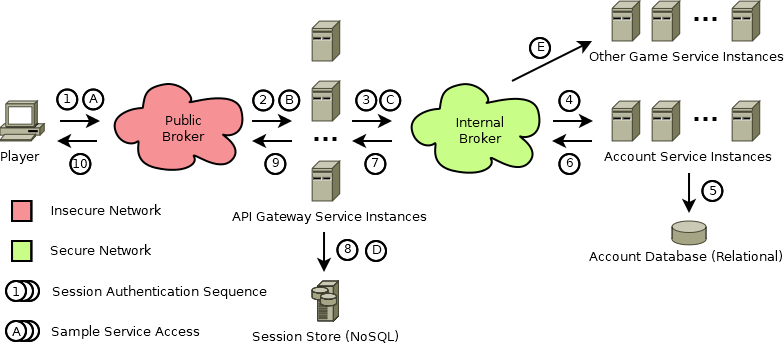 Other Game Service Instances
E
1 A
2 B
3 C
4
Public
Broker
Internal
Broker
Player
10
9
7
6
Account Service Instances
5
Insecure Network
API Gateway Service Instances
8 D
Secure Network
Account Database (Relational)
1 Session Authentication Sequence
A Sample Service Access
Session Store (NoSQL)